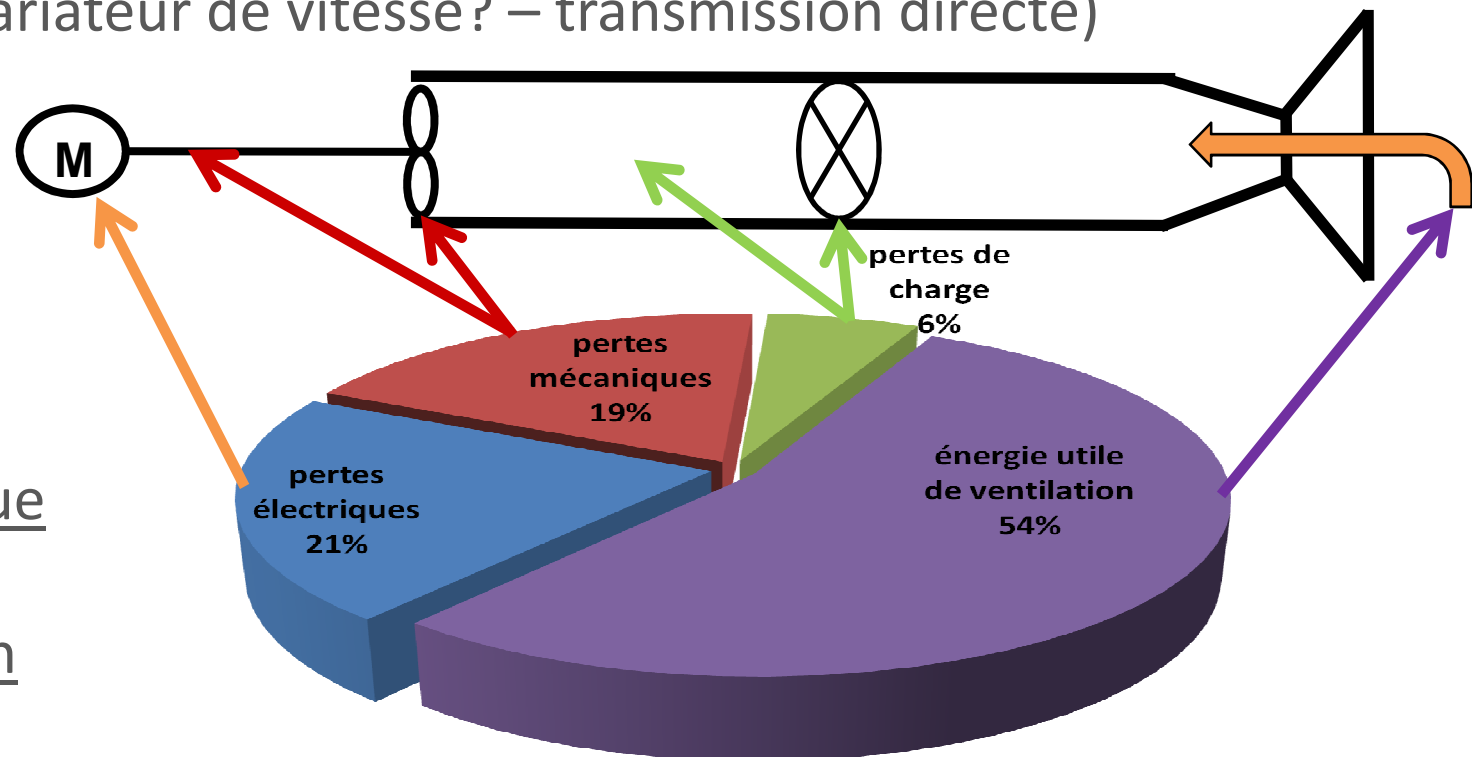 ariateur de vitesse? – transmission directe)
M
pertes de
charge
6%
pertes
mécaniques
19%
énergie utile
de ventilation
54%
pertes
électriques
21%
ue
n